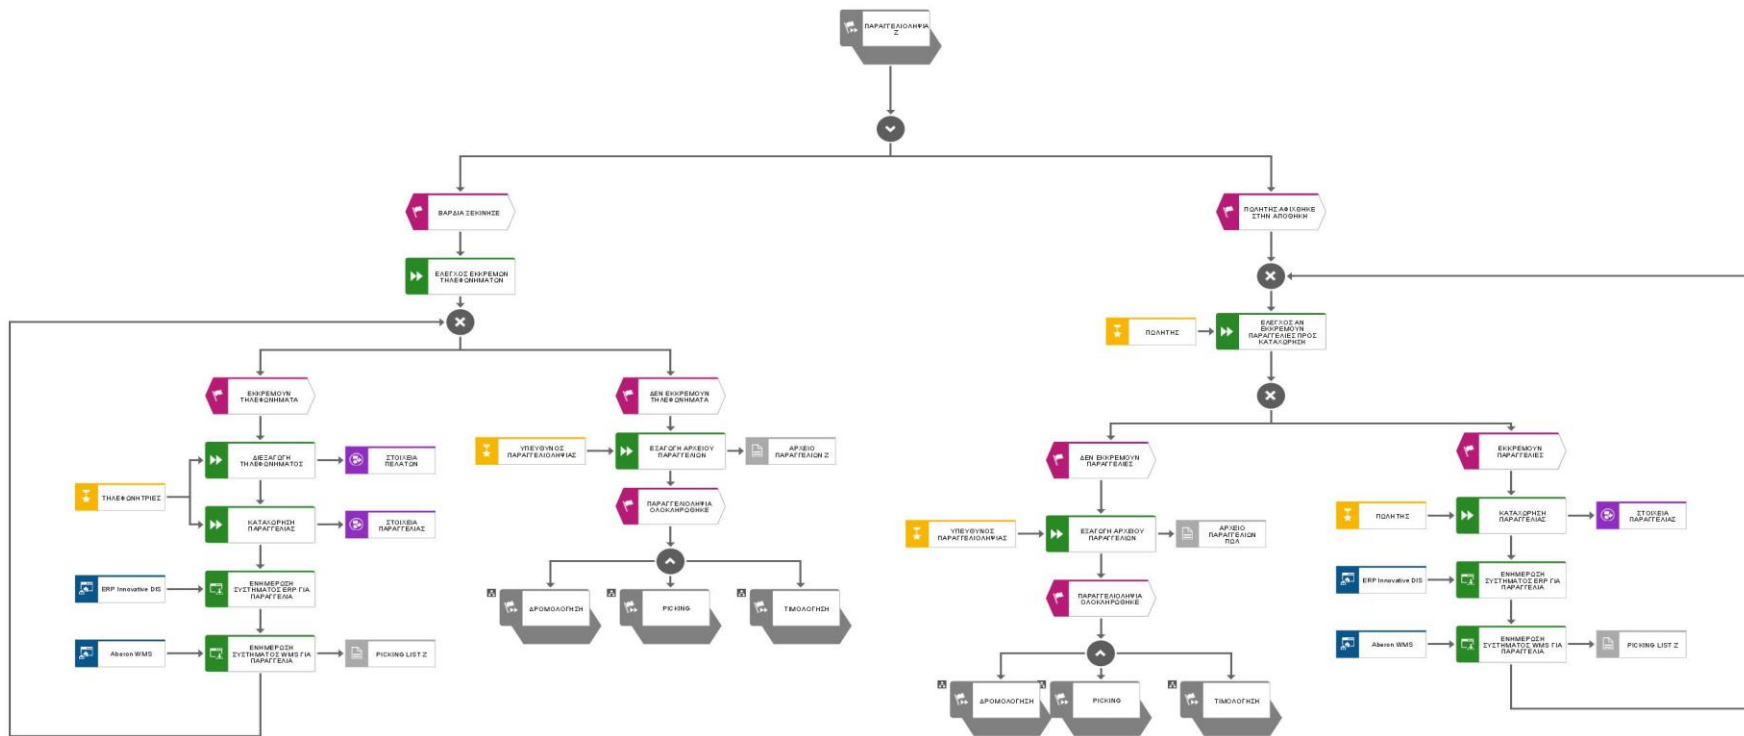 ΠΑΡΑΓΓΕΛΙΟΛΗΨΙΑ
Ζ
ΒΑΡΔΙΑ ΞΕΚΙΝΗΣΕ
ΠΩΛΗΤΗΣ ΑΦΙΧΘΗΚΕ
ΣΤΗΝ ΑΠΟΘΗΚΗ
ΕΛΕΓΧΟΣ ΕΚΚΡΕΜΩΝ
ΤΗΛΕΦΩΝΗΜΑΤΩΝ
ΠΩΛΗΤΗΣ
ΕΛΕΓΧΟΣ ΑΝ
ΕΚΚΡΕΜΟΥΝ
ΠΑΡΑΓΓΕΛΙΕΣ ΠΡΟΣ
ΚΑΤΑΧΩΡΗΣΗ
ΕΚΚΡΕΜΟΥΝ
ΤΗΛΕΦΩΝΗΜΑΤΑ
ΔΕΝ ΕΚΚΡΕΜΟΥΝ
ΤΗΛΕΦΩΝΗΜΑΤΑ
ΔΙΕΞΑΓΩΓΗ
ΤΗΛΕΦΩΝΗΜΑΤΟΣ
ΣΤΟΙΧΕΙΑ
ΠΕΛΑΤΩΝ
ΥΠΕΥΘΥΝΟΣ
ΠΑΡΑΓΓΕΛΙΟΛΗΨΙΑΣ
ΕΞΑΓΩΓΗ ΑΡΧΕΙΟΥ
ΠΑΡΑΓΓΕΛΙΩΝ
ΑΡΧΕΙΟ
ΠΑΡΑΓΓΕΛΙΩΝ Ζ
ΔΕΝ ΕΚΚΡΕΜΟΥΝ
ΠΑΡΑΓΓΕΛΙΕΣ
ΕΚΚΡΕΜΟΥΝ
ΠΑΡΑΓΓΕΛΙΕΣ
ΤΗΛΕΦΩΝΗΤΡΙΕΣ
ΚΑΤΑΧΩΡΗΣΗ
ΠΑΡΑΓΓΕΛΙΑΣ
ΣΤΟΙΧΕΙΑ
ΠΑΡΑΓΓΕΛΙΑΣ
ΠΑΡΑΓΓΕΛΙΟΛΗΨΙΑ
ΟΛΟΚΛΗΡΩΘΗΚΕ
ΥΠΕΥΘΥΝΟΣ
ΠΑΡΑΓΓΕΛΙΟΛΗΨΙΑΣ
ΕΞΑΓΩΓΗ ΑΡΧΕΙΟΥ
ΠΑΡΑΓΓΕΛΙΩΝ
ΑΡΧΕΙΟ
ΠΑΡΑΓΓΕΛΙΩΝ
ΠΩΛ
ΠΩΛΗΤΗΣ
ΚΑΤΑΧΩΡΗΣΗ
ΠΑΡΑΓΓΕΛΙΑΣ
ΣΤΟΙΧΕΙΑ
ΠΑΡΑΓΓΕΛΙΑΣ
ERP Innovative DIS
ΕΝΗΜΕΡΩΣΗ
ΣΥΣΤΗΜΑΤΟΣ ERP ΓΙΑ
ΠΑΡΑΓΓΕΛΙΑ
ΔΡΟΜΟΛΟΓΗΣΗ
PICKING
ΤΙΜΟΛΟΓΗΣΗ
ΠΑΡΑΓΓΕΛΙΟΛΗΨΙΑ
ΟΛΟΚΛΗΡΩΘΗΚΕ
ERP Innovative DIS
ΕΝΗΜΕΡΩΣΗ
ΣΥΣΤΗΜΑΤΟΣ ERP ΓΙΑ
ΠΑΡΑΓΓΕΛΙΑ
Aberon WMS
ΕΝΗΜΕΡΩΣΗ
ΣΥΣΤΗΜΑΤΟΣ WMS ΓΙΑ
ΠΑΡΑΓΓΕΛΙΑ
PICKING LIST Z
Aberon WMS
ΕΝΗΜΕΡΩΣΗ
ΣΥΣΤΗΜΑΤΟΣ WMS ΓΙΑ
ΠΑΡΑΓΓΕΛΙΑ
PICKING LIST Z
ΔΡΟΜΟΛΟΓΗΣΗ
PICKING
ΤΙΜΟΛΟΓΗΣΗ